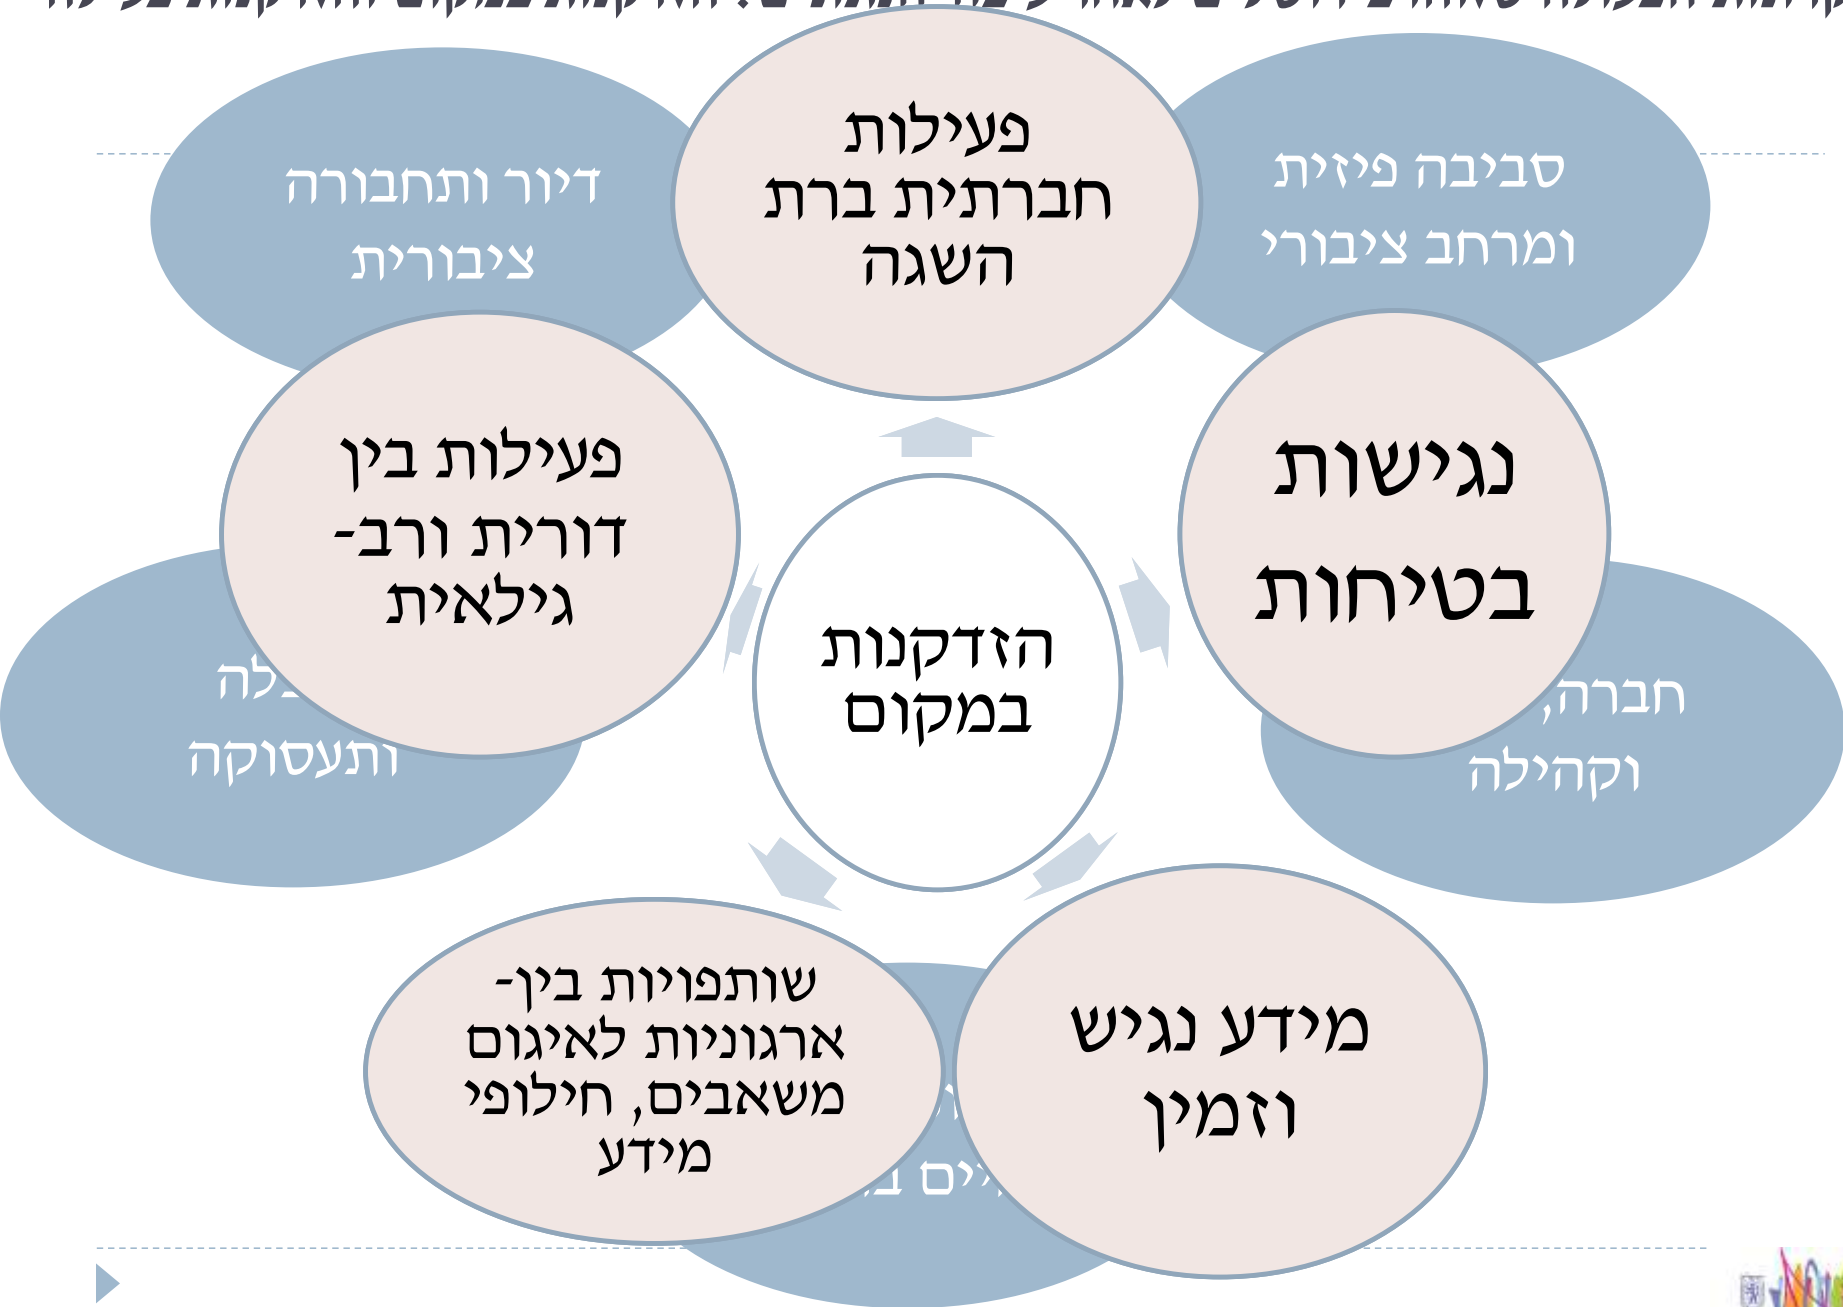 דיור ותחבורה
ציבורית
פעילות
חברתית ברת
השגה
סביבה פיזית
ומרחב ציבורי
פעילות בין
דורית ורב-
גילאית
נגישות
בטיחות
הזדקנות
במקום
ותעסוקה
חברה,
וקהילה
שותפויות בין-
ארגוניות לאיגום
משאבים, חילופי
מידע
מידע נגיש
וזמין